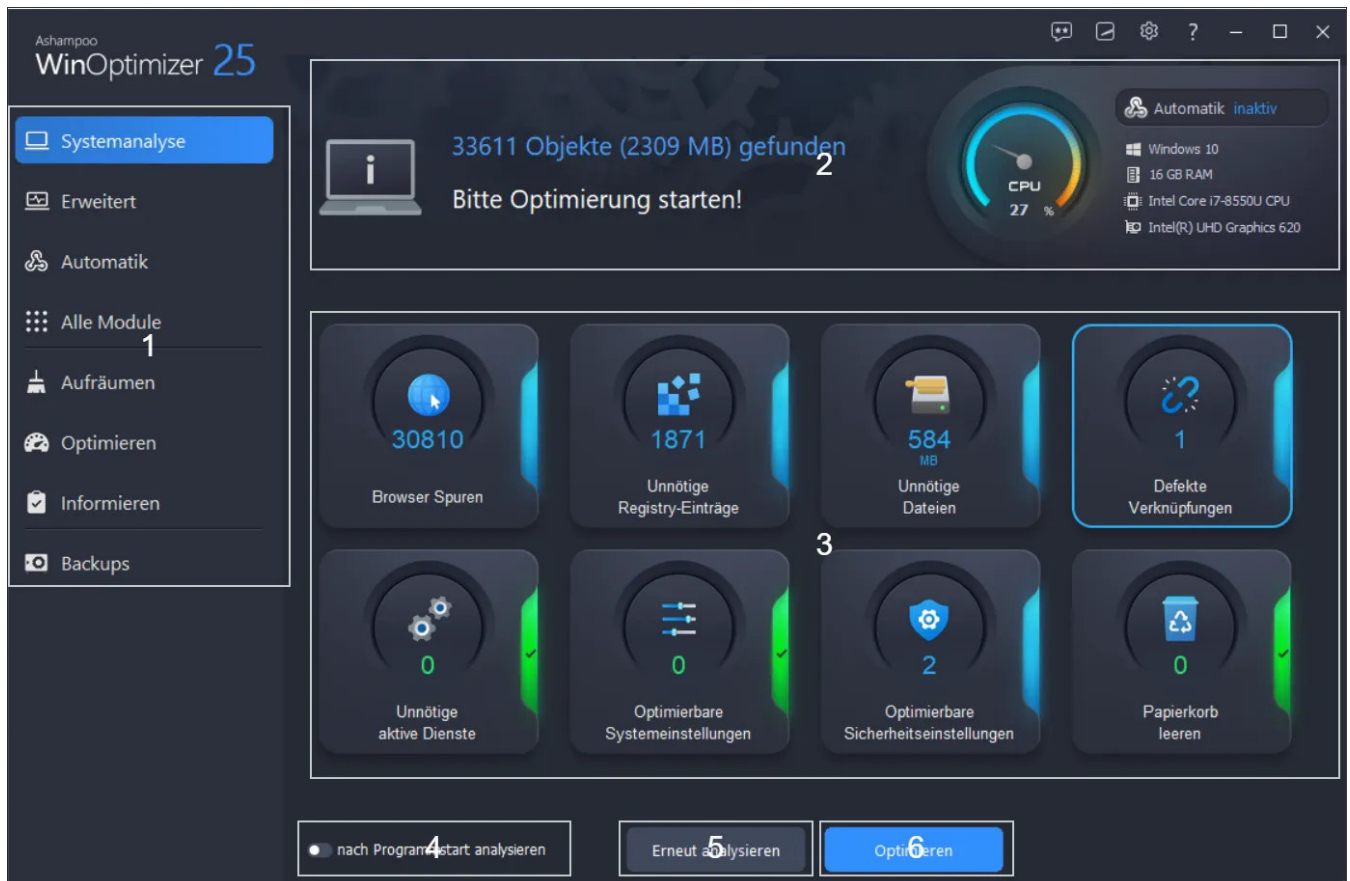 Ashampoo
WinOptimizer 25
Systemanalyse
Erweitert
Automatik
Alle Module
1
Aufräumen
Optimieren
Informieren
Backups
33611 Objekte (2309 MB) gefunden
2
Bitte Optimierung starten!
CPU
27 %
Automatik inaktiv
Windows 10
16 GB RAM
Intel Core i7-8550U CPU
Intel(R) UHD Graphics 620
30810
Browser Spuren
1871
Unnötige
Registry-Einträge
584
MB
Unnötige
Dateien
1
Defekte
Verknüpfungen
3
0
Unnötige
aktive Dienste
0
Optimierbare
Systemeinstellungen
2
Optimierbare
Sicherheitseinstellungen
0
Papierkorb
leeren
nach Programmstart analysieren
4
Erneut analysieren
5
Optimieren
6